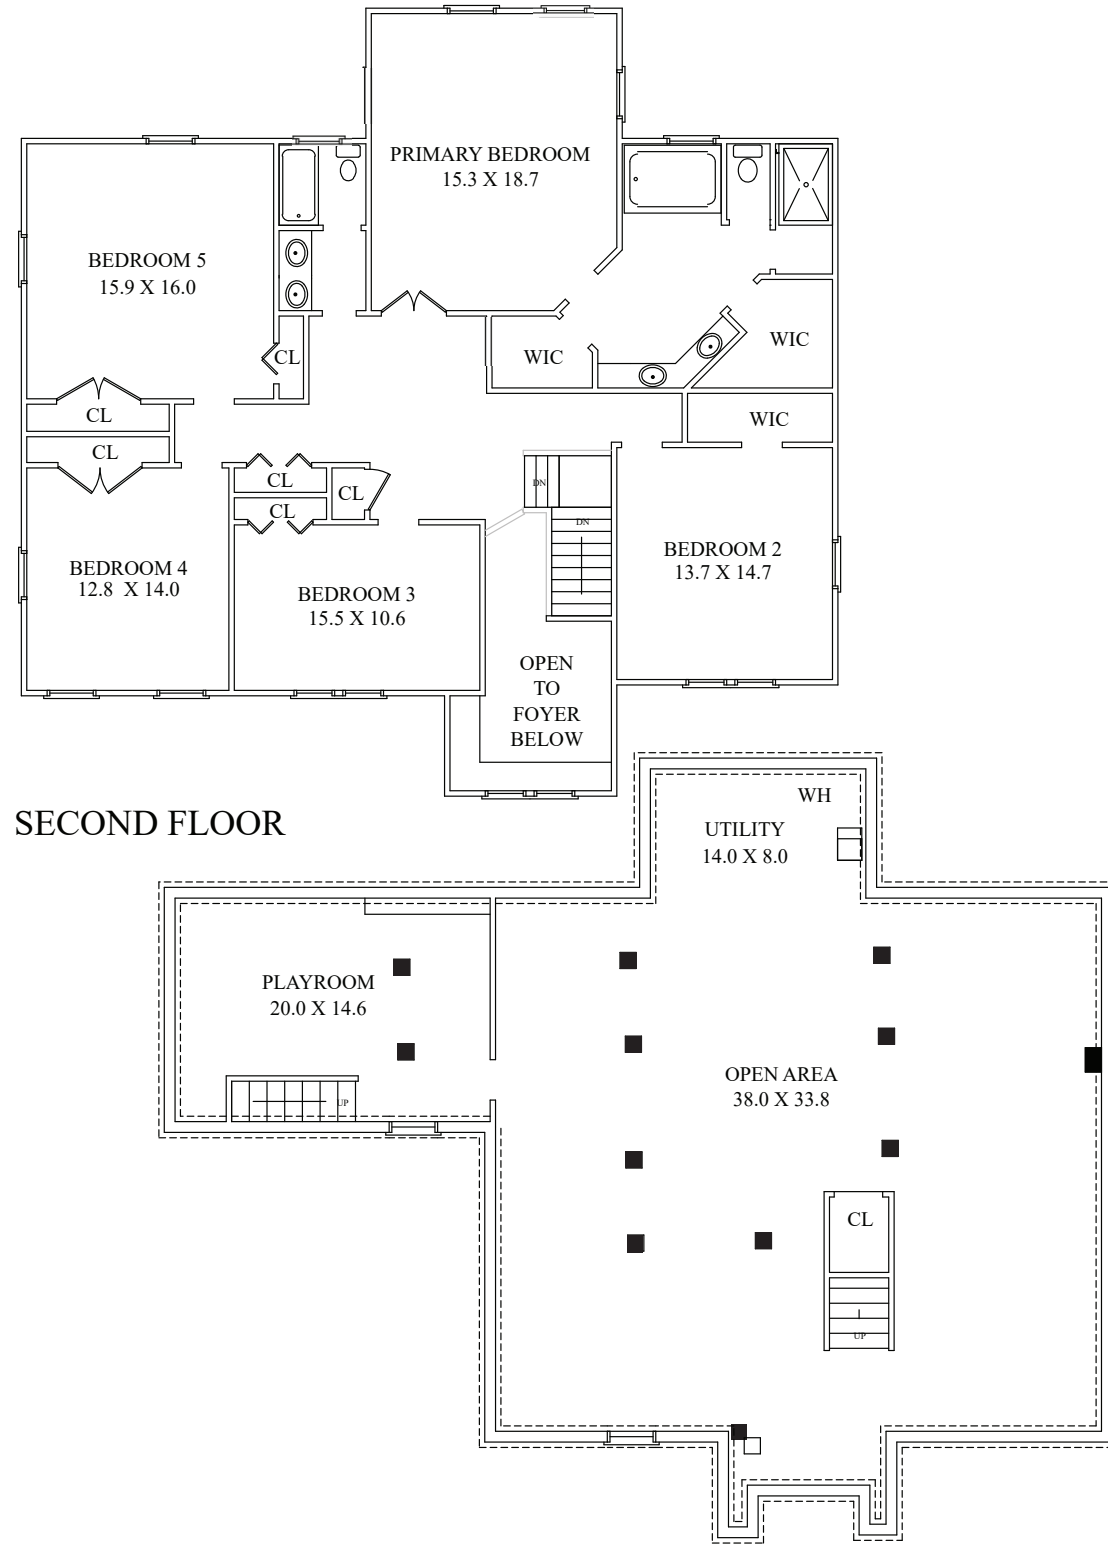 PRIMARY BEDROOM
15.3 X 18.7
BEDROOM 5
15.9 X 16.0
CL
WIC
WIC
CL
WIC
CL
CL
CL
CL
DN
DN
BEDROOM 4
12.8 X 14.0
BEDROOM 3
15.5 X 10.6
BEDROOM 2
13.7 X 14.7
OPEN
TO
FOYER
BELOW
SECOND FLOOR
WH
UTILITY
14.0 X 8.0
PLAYROOM
20.0 X 14.6
UP
OPEN AREA
38.0 X 33.8
CL
UP